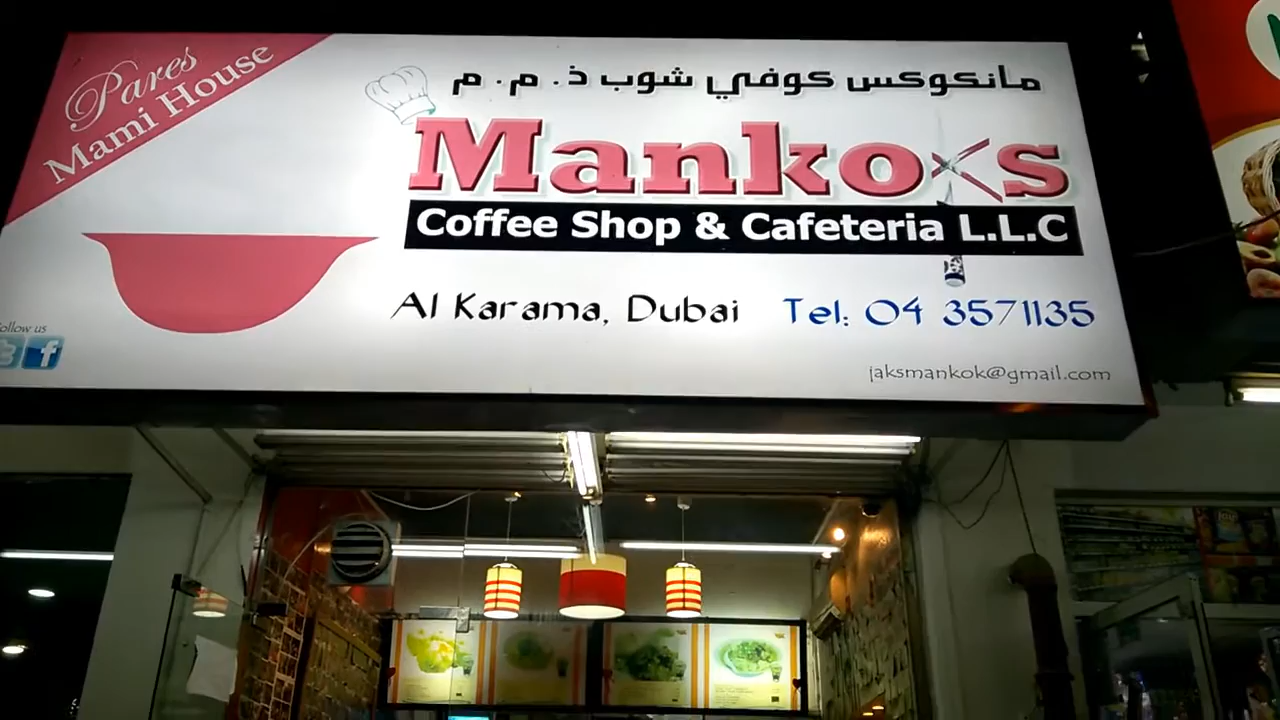 Pares
Mami House
مانكوكس كوفي شوب ذ.م.م
Mankoks
Coffee Shop & Cafeteria L.L.C
Al Karama, Dubai Tel: 04 3571135
jaksmankok@gmail.com
follow us